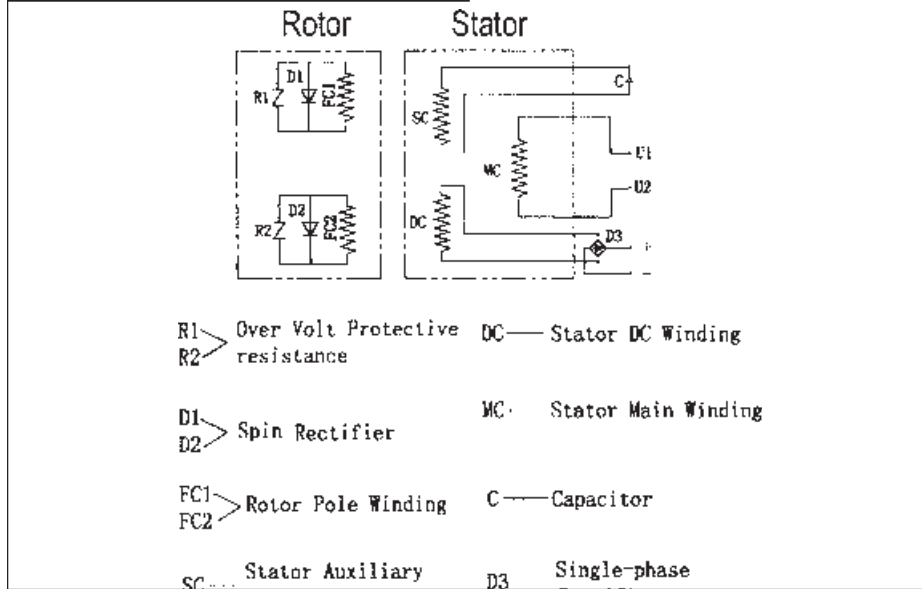 Rotor Stator
D1
R1
FC1
C
SC
MC
U1
U2
D2
R2
FC2
DC
D3
R1
R2
Over Volt Protective
resistance
DC Stator DC Winding
D1
D2
Spin Rectifier
MC Stator Main Winding
FC1
FC2
Rotor Pole Winding
C Capacitor
SC Stator Auxiliary
D3 Single-phase